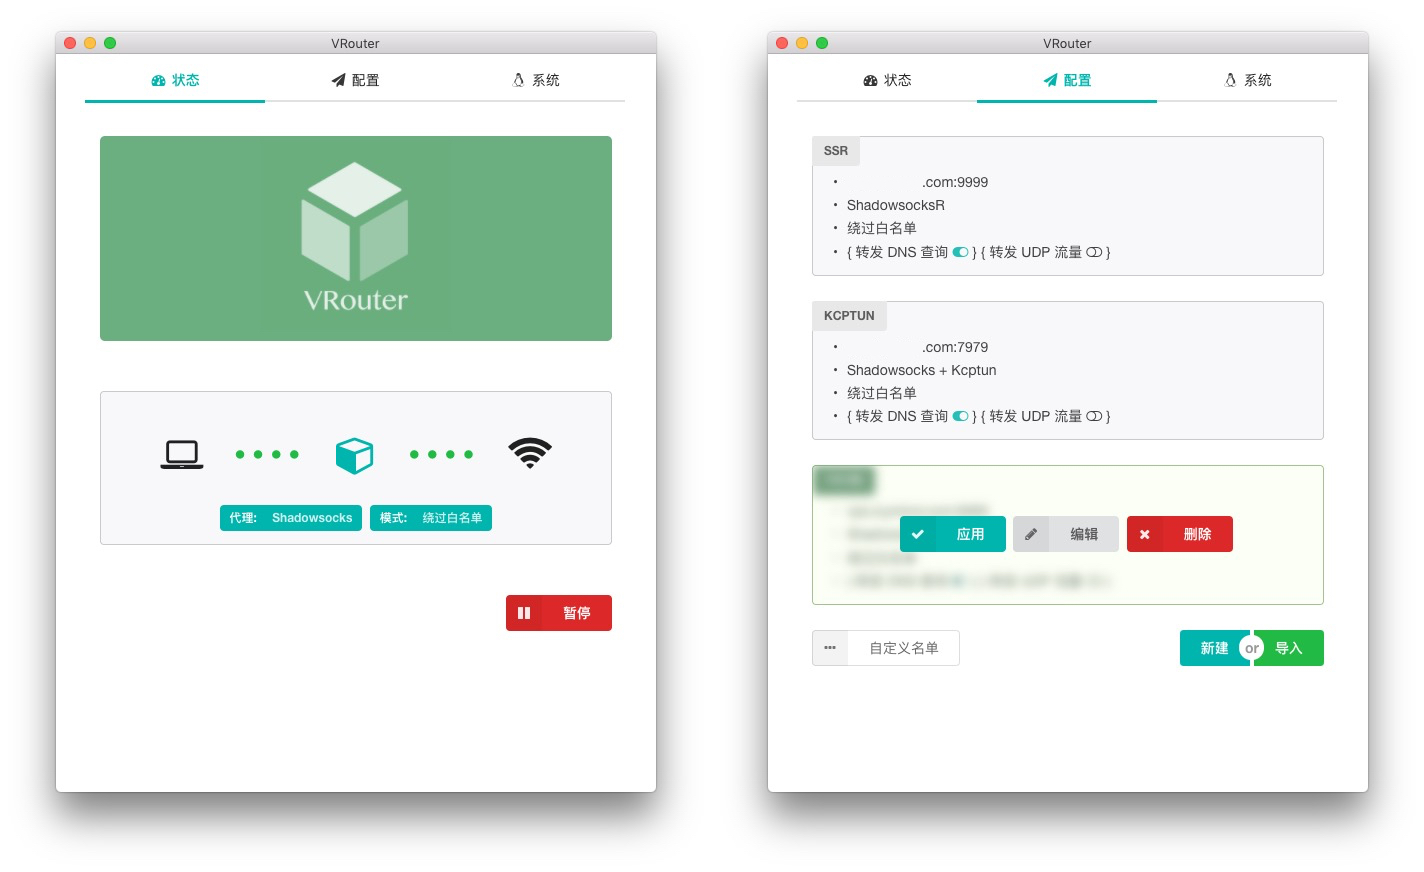 VRouter
状态
配置
系统
VRouter
代理: Shadowsocks
模式: 绕过白名单
暂停
VRouter
状态
配置
系统
SSR
.com:9999
ShadowsocksR
绕过白名单
{ 转发 DNS 查询 } { 转发 UDP 流量 }
KCPTUN
.com:7979
Shadowsocks + Kcptun
绕过白名单
{ 转发 DNS 查询 } { 转发 UDP 流量 }
应用
编辑
删除
自定义名单
新建 or 导入